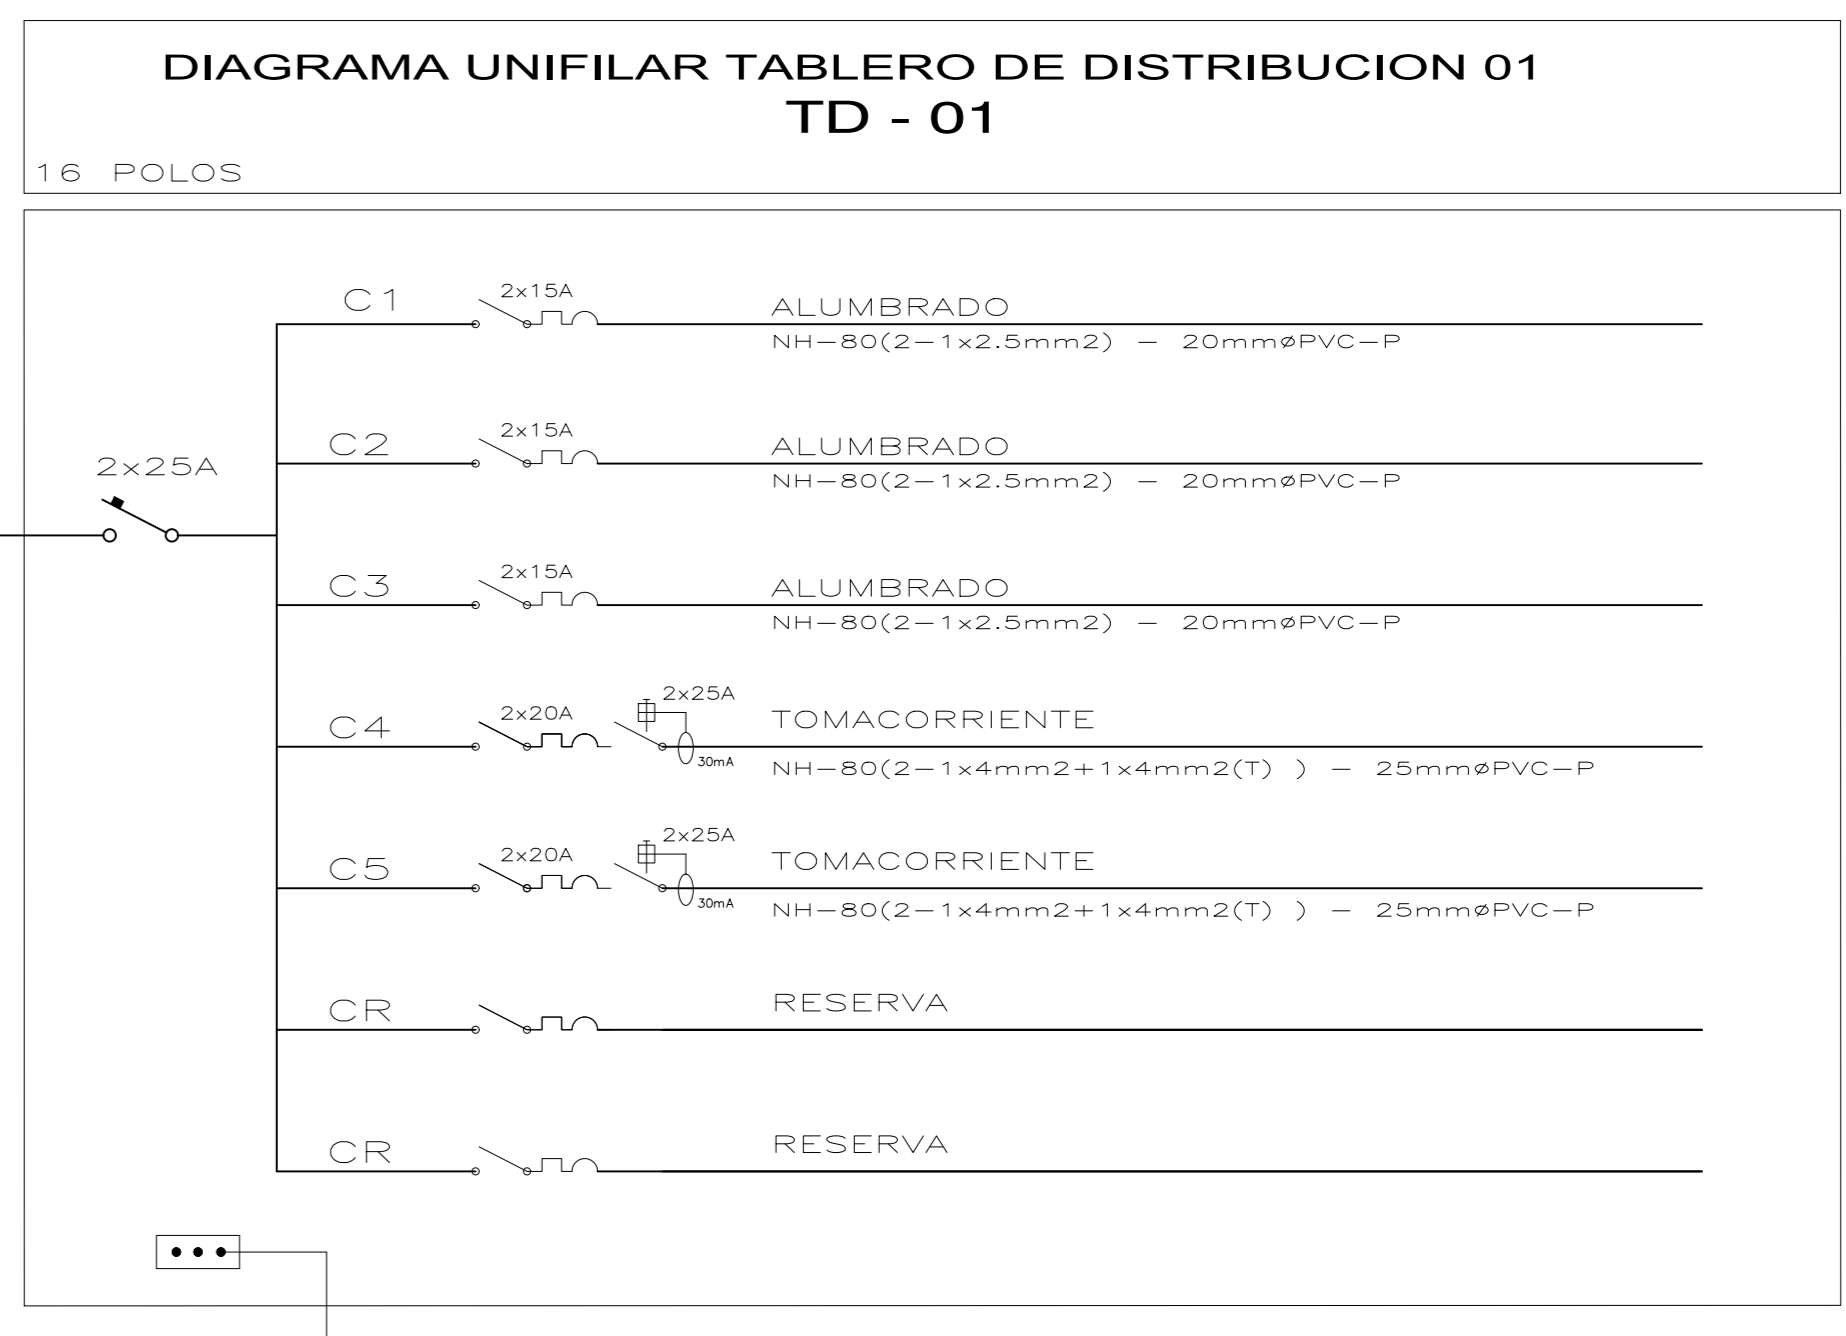 DIAGRAMA UNIFILAR TABLERO DE DISTRIBUCION 01
TD - 01
16 POLOS
2x25A
C1
2x15A
ALUMBRADO
NH-80(2-1x2.5mm2) - 20mmøPVC-P
C2
2x15A
ALUMBRADO
NH-80(2-1x2.5mm2) - 20mmøPVC-P
C3
2x15A
ALUMBRADO
NH-80(2-1x2.5mm2) - 20mmøPVC-P
C4
2x20A
2x25A
30mA
TOMACORRIENTE
NH-80(2-1x4mm2+1x4mm2(T) ) - 25mmøPVC-P
C5
2x20A
2x25A
30mA
TOMACORRIENTE
NH-80(2-1x4mm2+1x4mm2(T) ) - 25mmøPVC-P
CR
RESERVA
CR
RESERVA